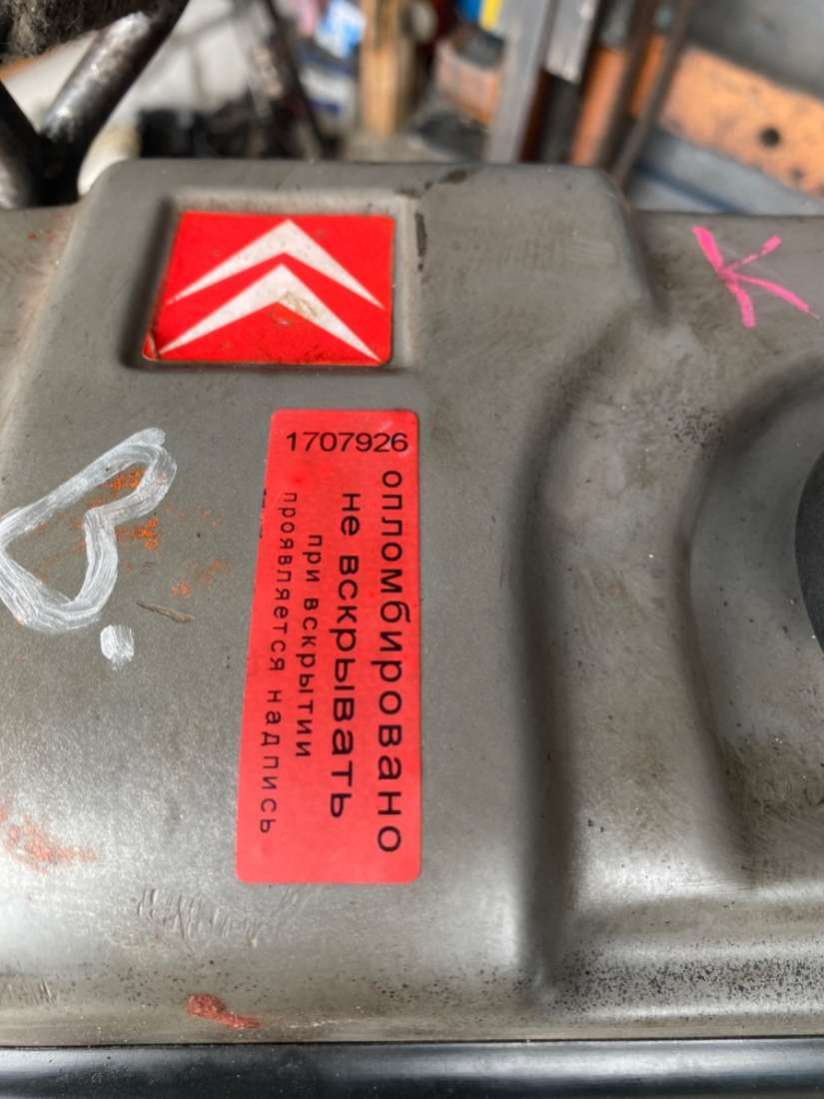 1707926
опломбировано
не вскрывать
при вскрытии
проявляется надпись
К